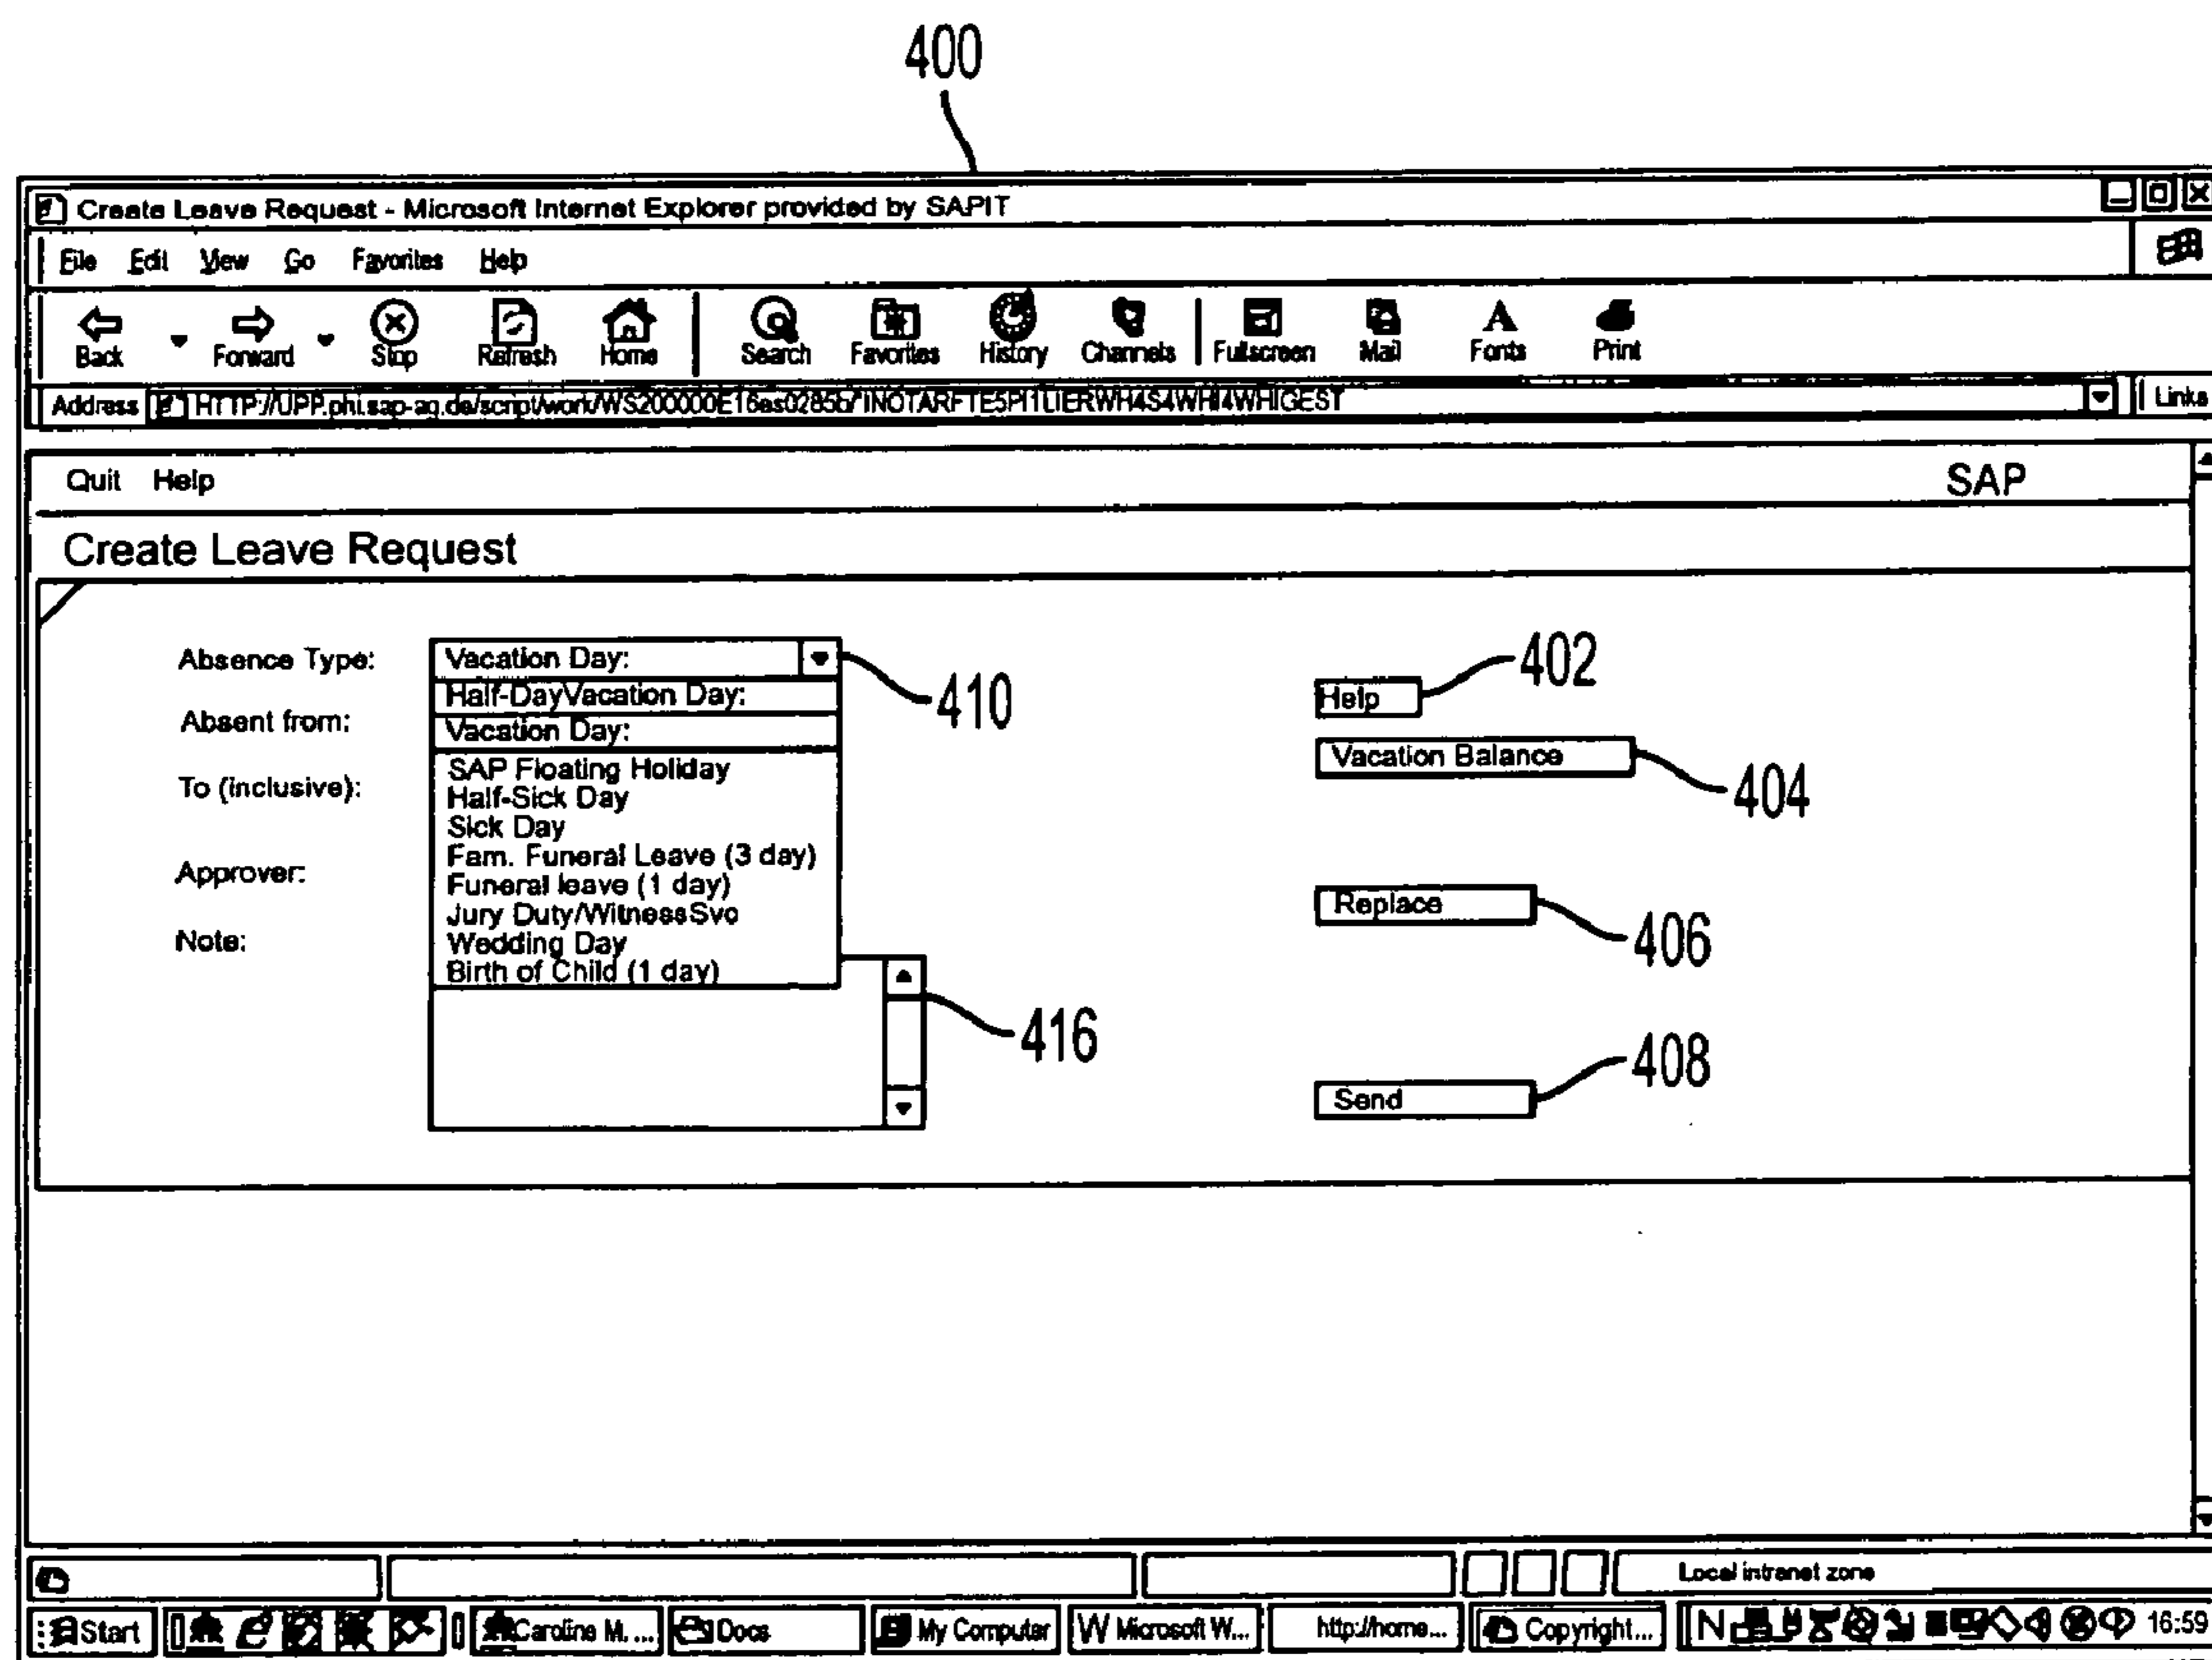 400
Create Leave Request - Microsoft Internet Explorer provided by SAPIT
File Edit View Go Favorites Help
Back Forward Stop Refresh Home Search Favorites History Channels Fullscreen Mail Fonts Print
Address Links
Quit Help SAP
Create Leave Request
Absence Type: Vacation Day: 410
Half-DayVacation Day:
Absent from: Vacation Day:
SAP Floating Holiday
To (inclusive): Half-Sick Day
Sick Day
Fam. Funeral Leave (3 day)
Approver: Funeral leave (1 day)
Jury Duty/WitnessSvc
Note: Wedding Day
Birth of Child (1 day)
416
Help 402
Vacation Balance 404
Replace 406
Send 408
Local intranet zone
Start Caroline M. ... Docs My Computer W Microsoft W... http://home... Copyright... N 16:59